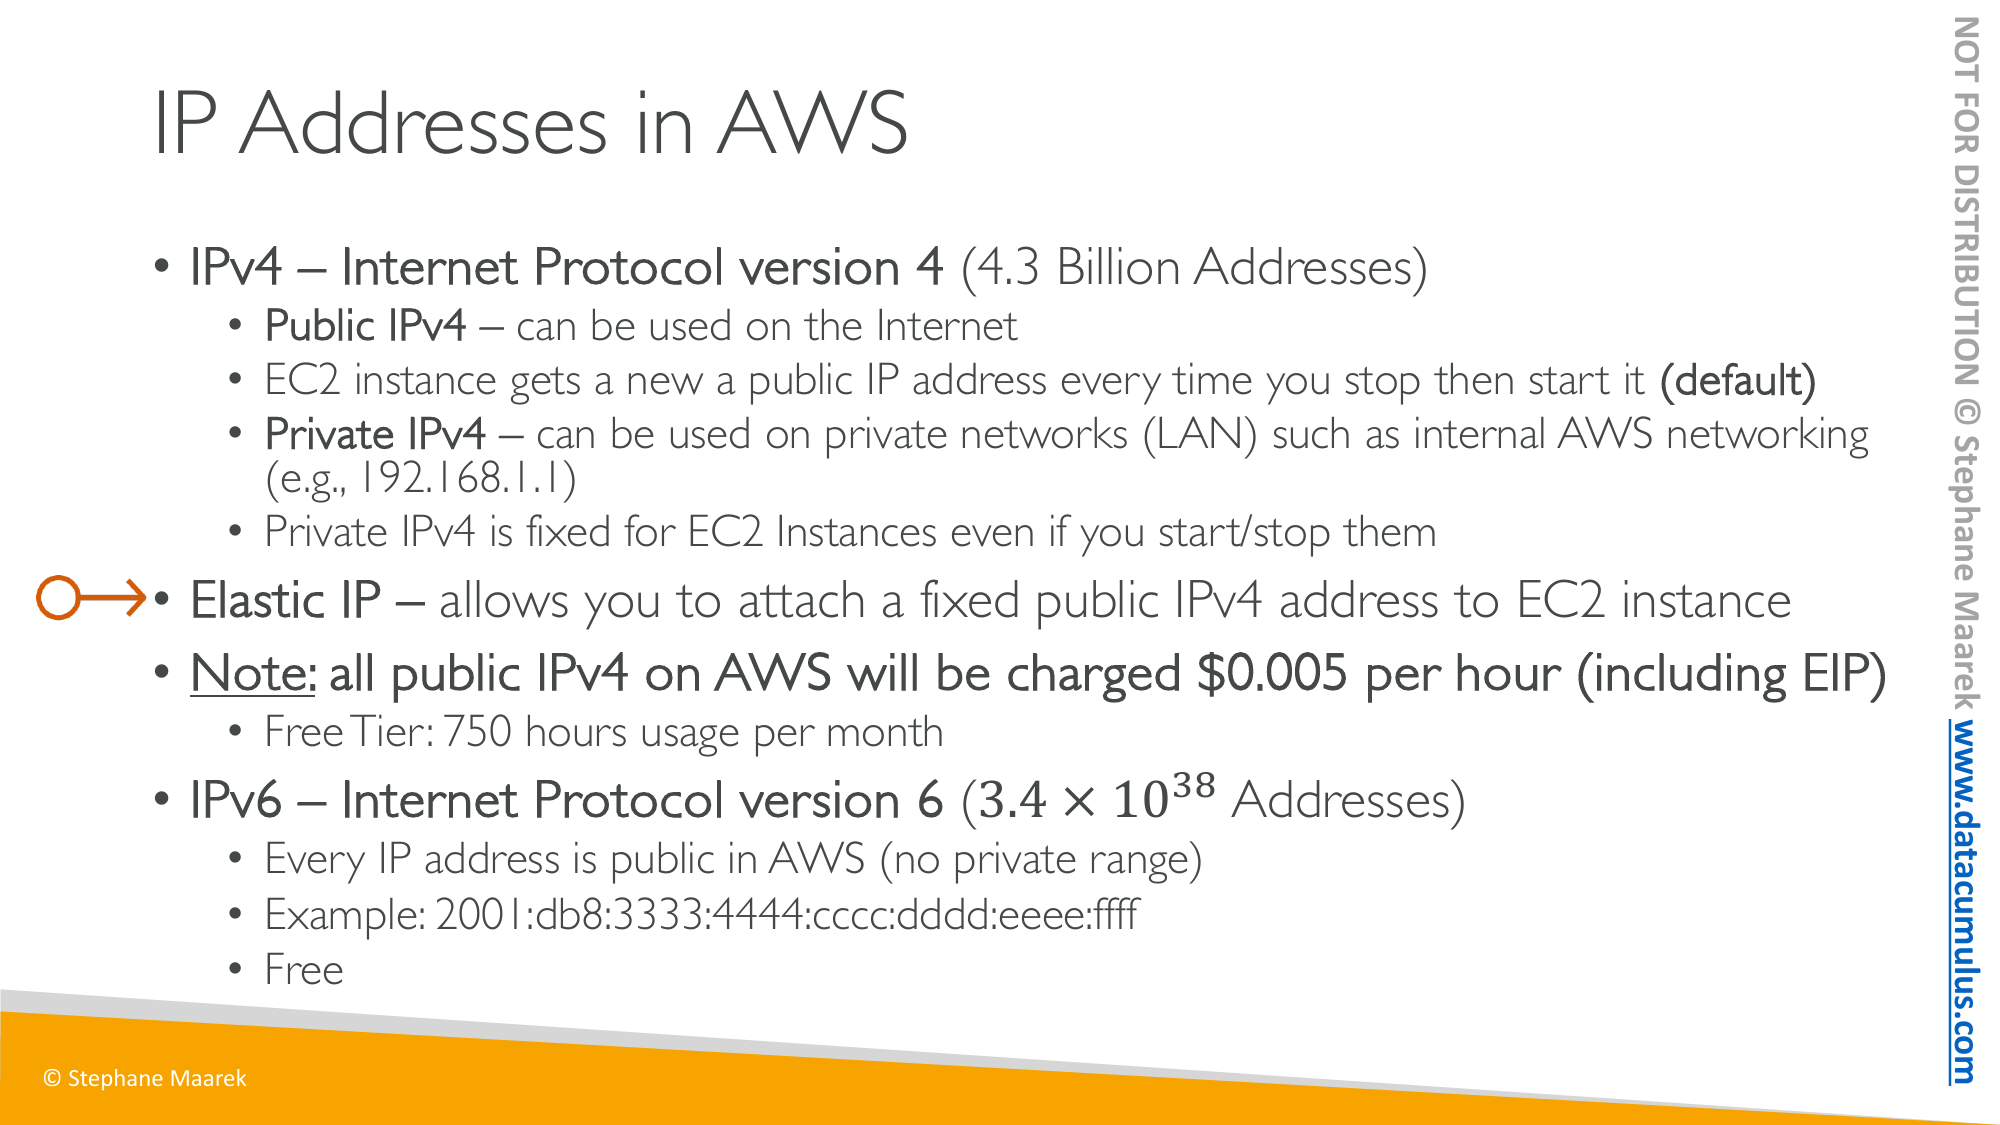 IP Addresses in AWS
• IPv4 – Internet Protocol version 4 (4.3 Billion Addresses)
• Public IPv4 – can be used on the Internet
• EC2 instance gets a new a public IP address every time you stop then start it (default)
• Private IPv4 – can be used on private networks (LAN) such as internal AWS networking
(e.g., 192.168.1.1)
• Private IPv4 is fixed for EC2 Instances even if you start/stop them
• Elastic IP – allows you to attach a fixed public IPv4 address to EC2 instance
• Note: all public IPv4 on AWS will be charged $0.005 per hour (including EIP)
• Free Tier: 750 hours usage per month
• IPv6 – Internet Protocol version 6 (3.4 × 10³⁸ Addresses)
• Every IP address is public in AWS (no private range)
• Example: 2001:db8:3333:4444:cccc:dddd:eeee:ffff
• Free
© Stephane Maarek
NOT FOR DISTRIBUTION © Stephane Maarek www.datacumulus.com